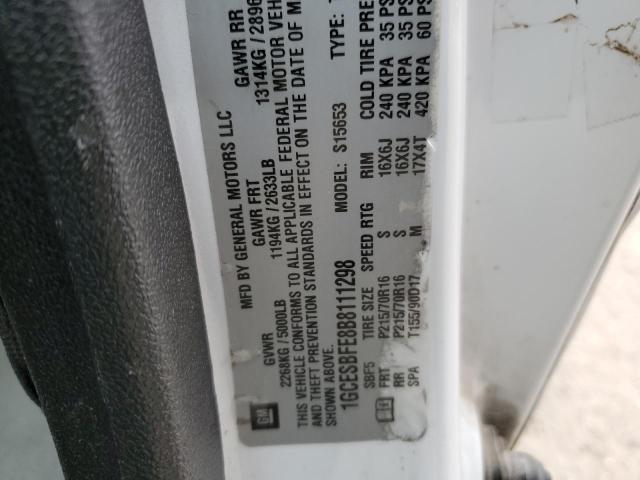 GM
MFD BY GENERAL MOTORS LLC
GVWR GAWR FRT GAWR RR
2268KG / 5000LB 1194KG / 2633LB 1314KG / 2896
THIS VEHICLE CONFORMS TO ALL APPLICABLE FEDERAL MOTOR VEH
AND THEFT PREVENTION STANDARDS IN EFFECT ON THE DATE OF M
SHOWN ABOVE.
1GCESBFE8B8111298 MODEL: S15653 TYPE:
SBF5 TIRE SIZE SPEED RTG RIM COLD TIRE PRE
FRT P215/70R16 S 16X6J 240 KPA 35 PS
RR P215/70R16 S 16X6J 240 KPA 35 PS
SPA T155/90D17 M 17X4T 420 KPA 60 PS